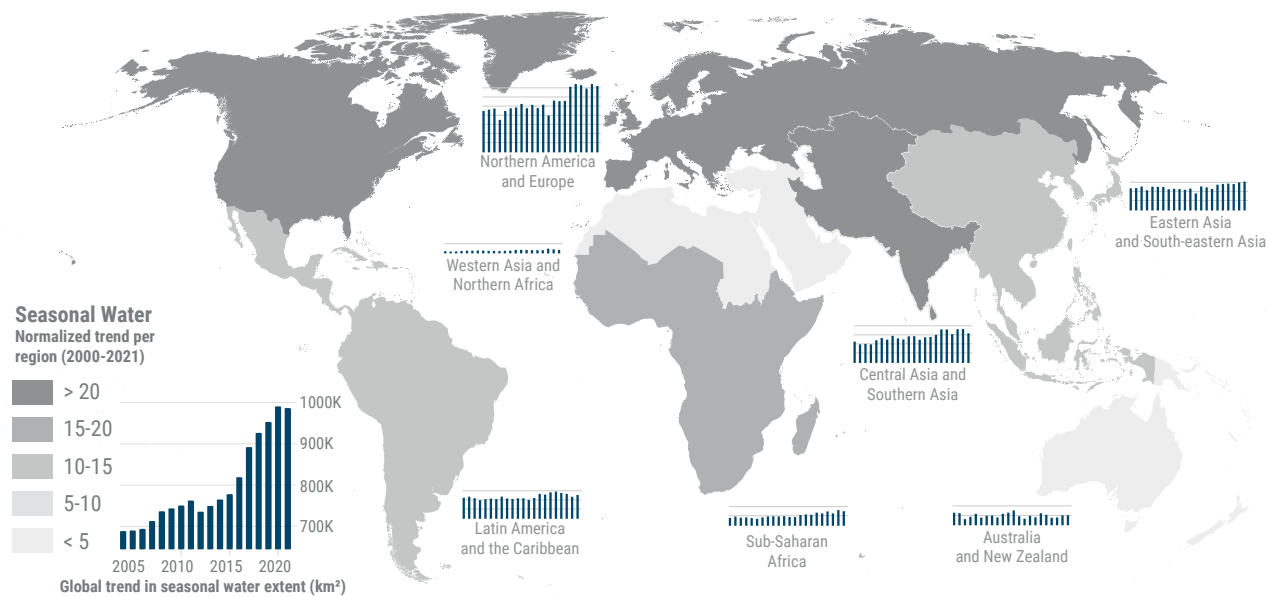 Northern America
and Europe
Eastern Asia
and South-eastern Asia
Western Asia and
Northern Africa
Seasonal Water
Normalized trend per
region (2000-2021)
> 20
15-20
10-15
5-10
< 5
1000K
900K
800K
700K
2005 2010 2015 2020
Global trend in seasonal water extent (km²)
Central Asia and
Southern Asia
Latin America
and the Caribbean
Sub-Saharan
Africa
Australia
and New Zealand